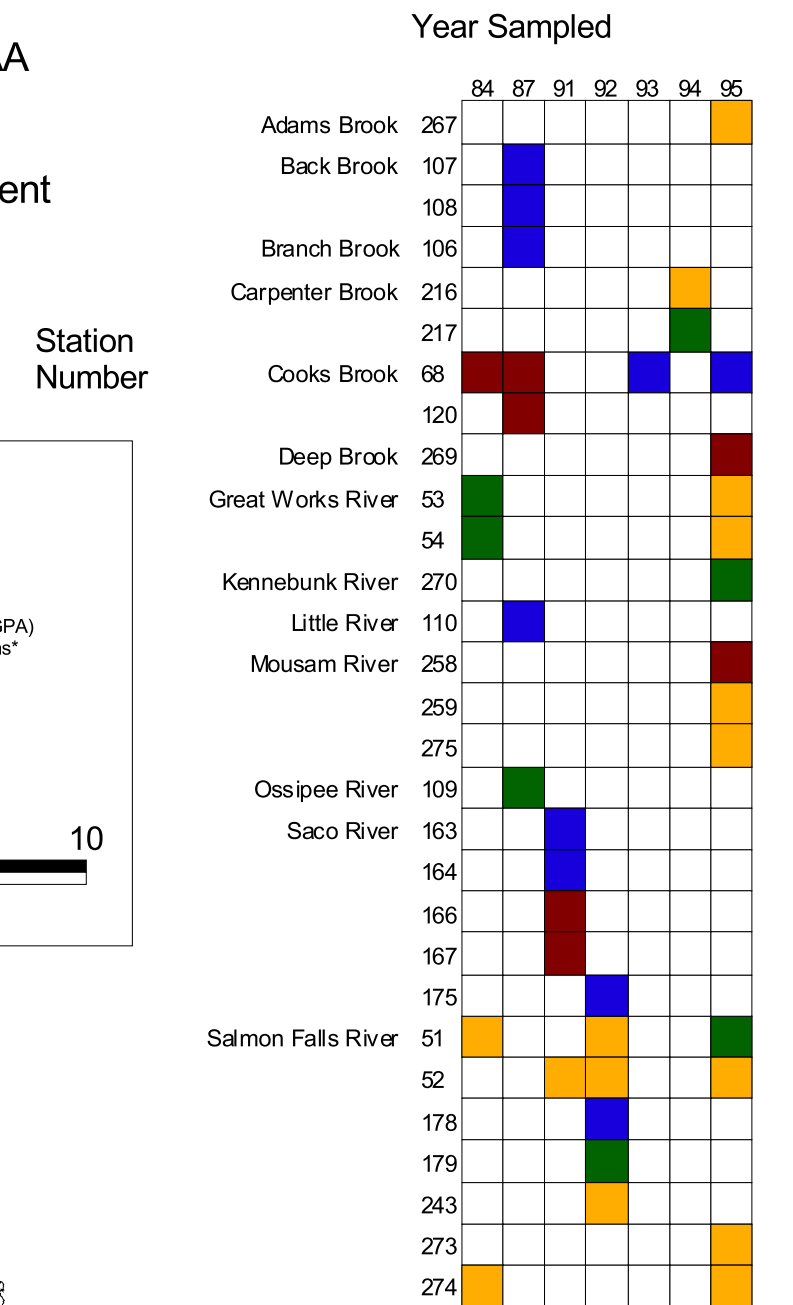 Year Sampled
84 87 91 92 93 94 95
Adams Brook 267
Back Brook 107
108
Branch Brook 106
Carpenter Brook 216
217
Station
Number
Cooks Brook 68
120
Deep Brook 269
Great Works River 53
54
Kennebunk River 270
Little River 110
Mousam River 258
259
275
Ossipee River 109
10
Saco River 163
164
166
167
175
Salmon Falls River 51
52
178
179
243
273
274